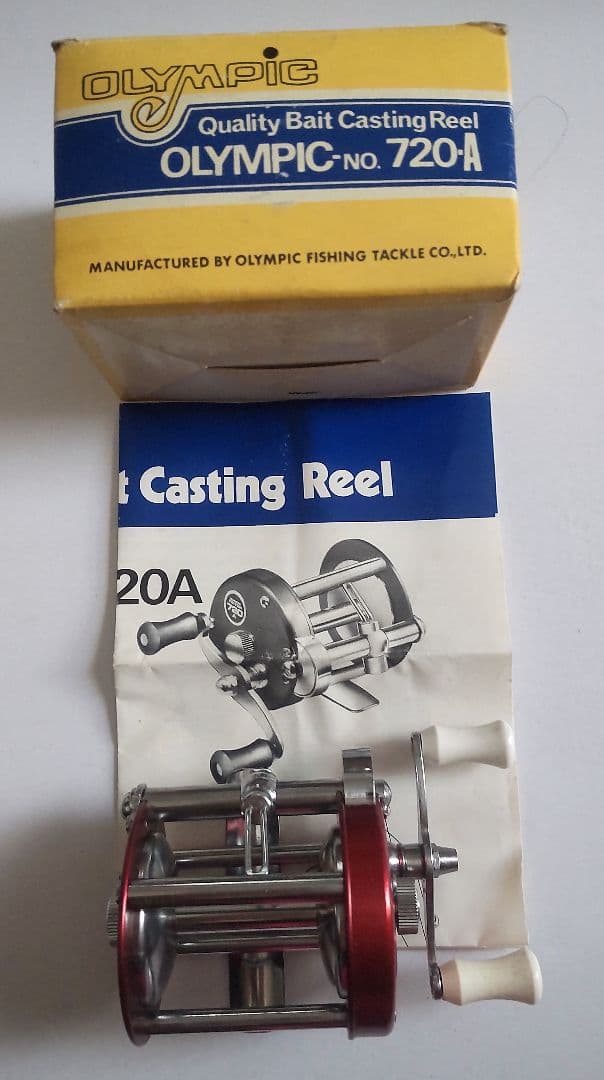 OLYMPIC
Quality Bait Casting Reel
OLYMPIC-NO. 720-A
MANUFACTURED BY OLYMPIC FISHING TACKLE CO.,LTD.
t Casting Reel
20A